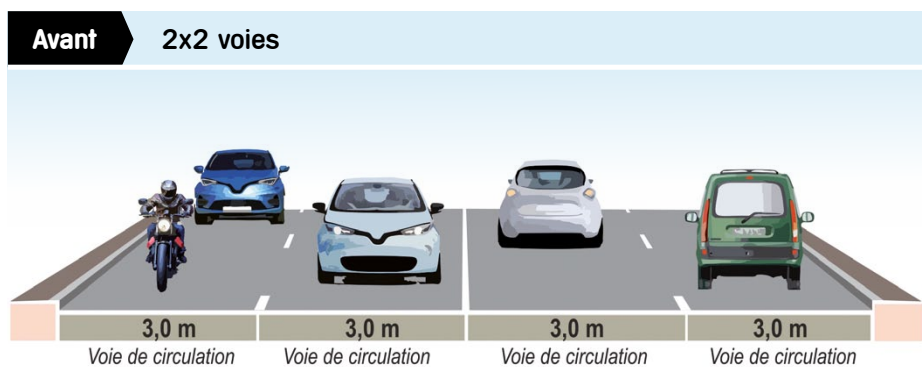 Avant 2x2 voies
3,0 m 3,0 m 3,0 m 3,0 m
Voie de circulation Voie de circulation Voie de circulation Voie de circulation